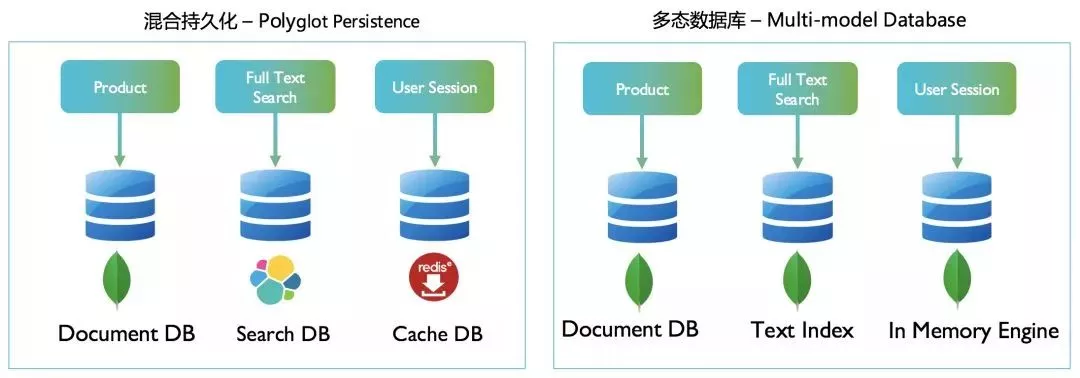 混合持久化 – Polyglot Persistence
Product
Full Text
Search
User Session
redis
Document DB
Search DB
Cache DB
多态数据库 – Multi-model Database
Product
Full Text
Search
User Session
Document DB
Text Index
In Memory Engine